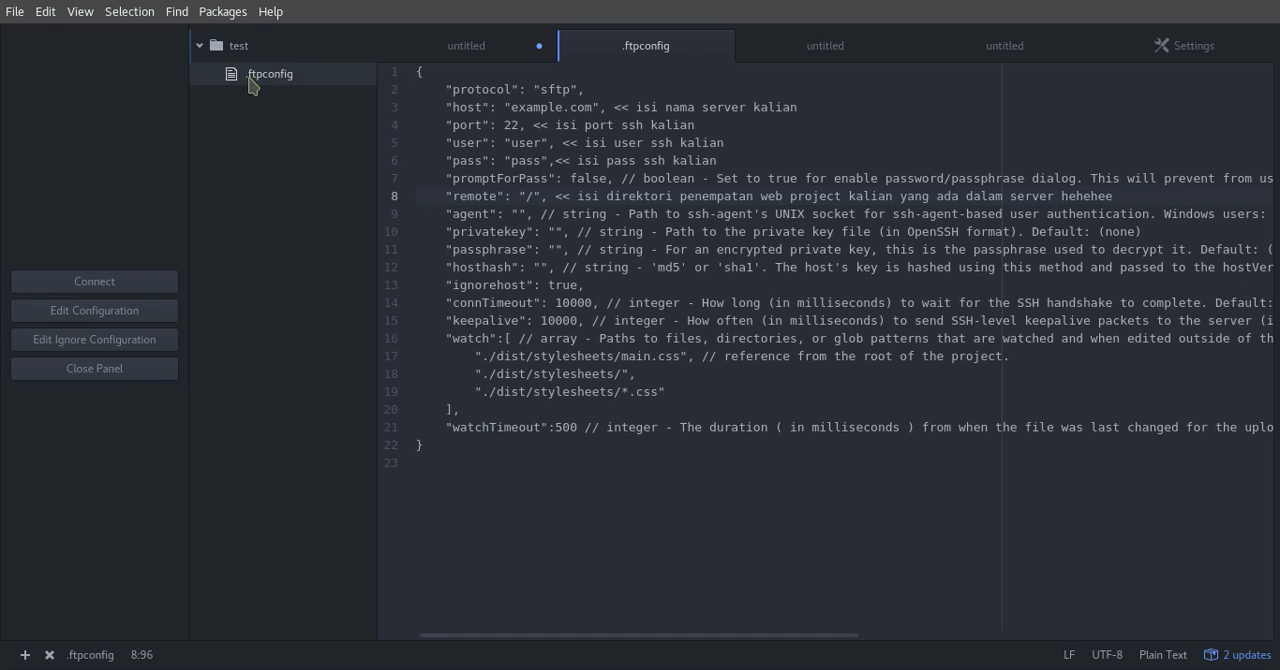 File Edit View Selection Find Packages Help
test
untitled
.ftpconfig
untitled
untitled
Settings
.ftpconfig
Connect
Edit Configuration
Edit Ignore Configuration
Close Panel
1 {
2 "protocol": "sftp",
3 "host": "example.com", << isi nama server kalian
4 "port": 22, << isi port ssh kalian
5 "user": "user", << isi user ssh kalian
6 "pass": "pass",<< isi pass ssh kalian
7 "promptForPass": false, // boolean - Set to true for enable password/passphrase dialog. This will prevent from us
8 "remote": "/", << isi direktori penempatan web project kalian yang ada dalam server hehehee
9 "agent": "", // string - Path to ssh-agent's UNIX socket for ssh-agent-based user authentication. Windows users:
10 "privatekey": "", // string - Path to the private key file (in OpenSSH format). Default: (none)
11 "passphrase": "", // string - For an encrypted private key, this is the passphrase used to decrypt it. Default: (
12 "hosthash": "", // string - 'md5' or 'sha1'. The host's key is hashed using this method and passed to the hostVer
13 "ignorehost": true,
14 "connTimeout": 10000, // integer - How long (in milliseconds) to wait for the SSH handshake to complete. Default:
15 "keepalive": 10000, // integer - How often (in milliseconds) to send SSH-level keepalive packets to the server (i
16 "watch":[ // array - Paths to files, directories, or glob patterns that are watched and when edited outside of th
17 "./dist/stylesheets/main.css", // reference from the root of the project.
18 "./dist/stylesheets/",
19 "./dist/stylesheets/*.css"
20 ],
21 "watchTimeout":500 // integer - The duration ( in milliseconds ) from when the file was last changed for the uplo
22 }
23
.ftpconfig 8:96 LF UTF-8 Plain Text 2 updates